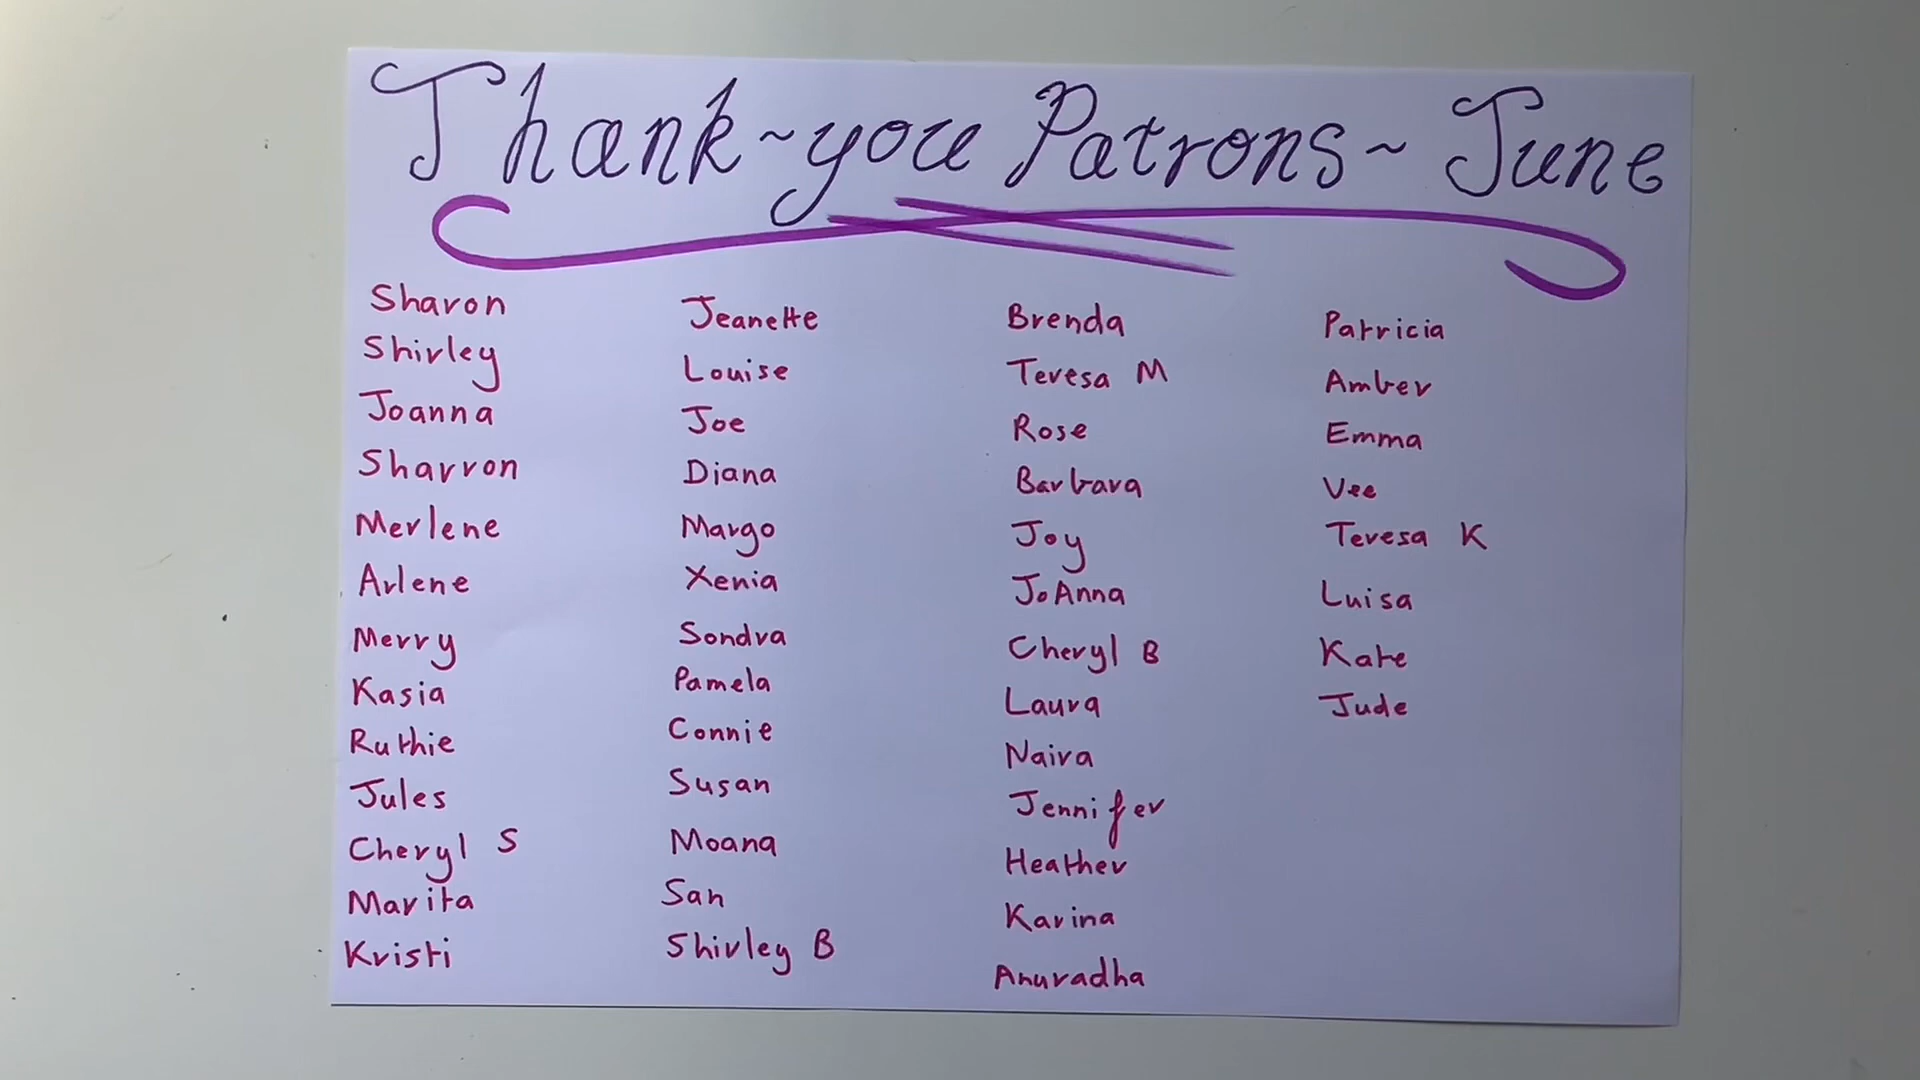 Thank~you Patrons~June
Sharon
Shirley
Joanna
Sharron
Merlene
Arlene
Merry
Kasia
Ruthie
Jules
Cheryl S
Marita
Kristi
Jeanette
Louise
Joe
Diana
Margo
Xenia
Sondra
Pamela
Connie
Susan
Moana
San
Shirley B
Brenda
Teresa M
Rose
Barbara
Joy
JoAnna
Cheryl B
Laura
Naira
Jennifer
Heather
Karina
Anuradha
Patricia
Amber
Emma
Vee
Teresa K
Luisa
Kate
Jude